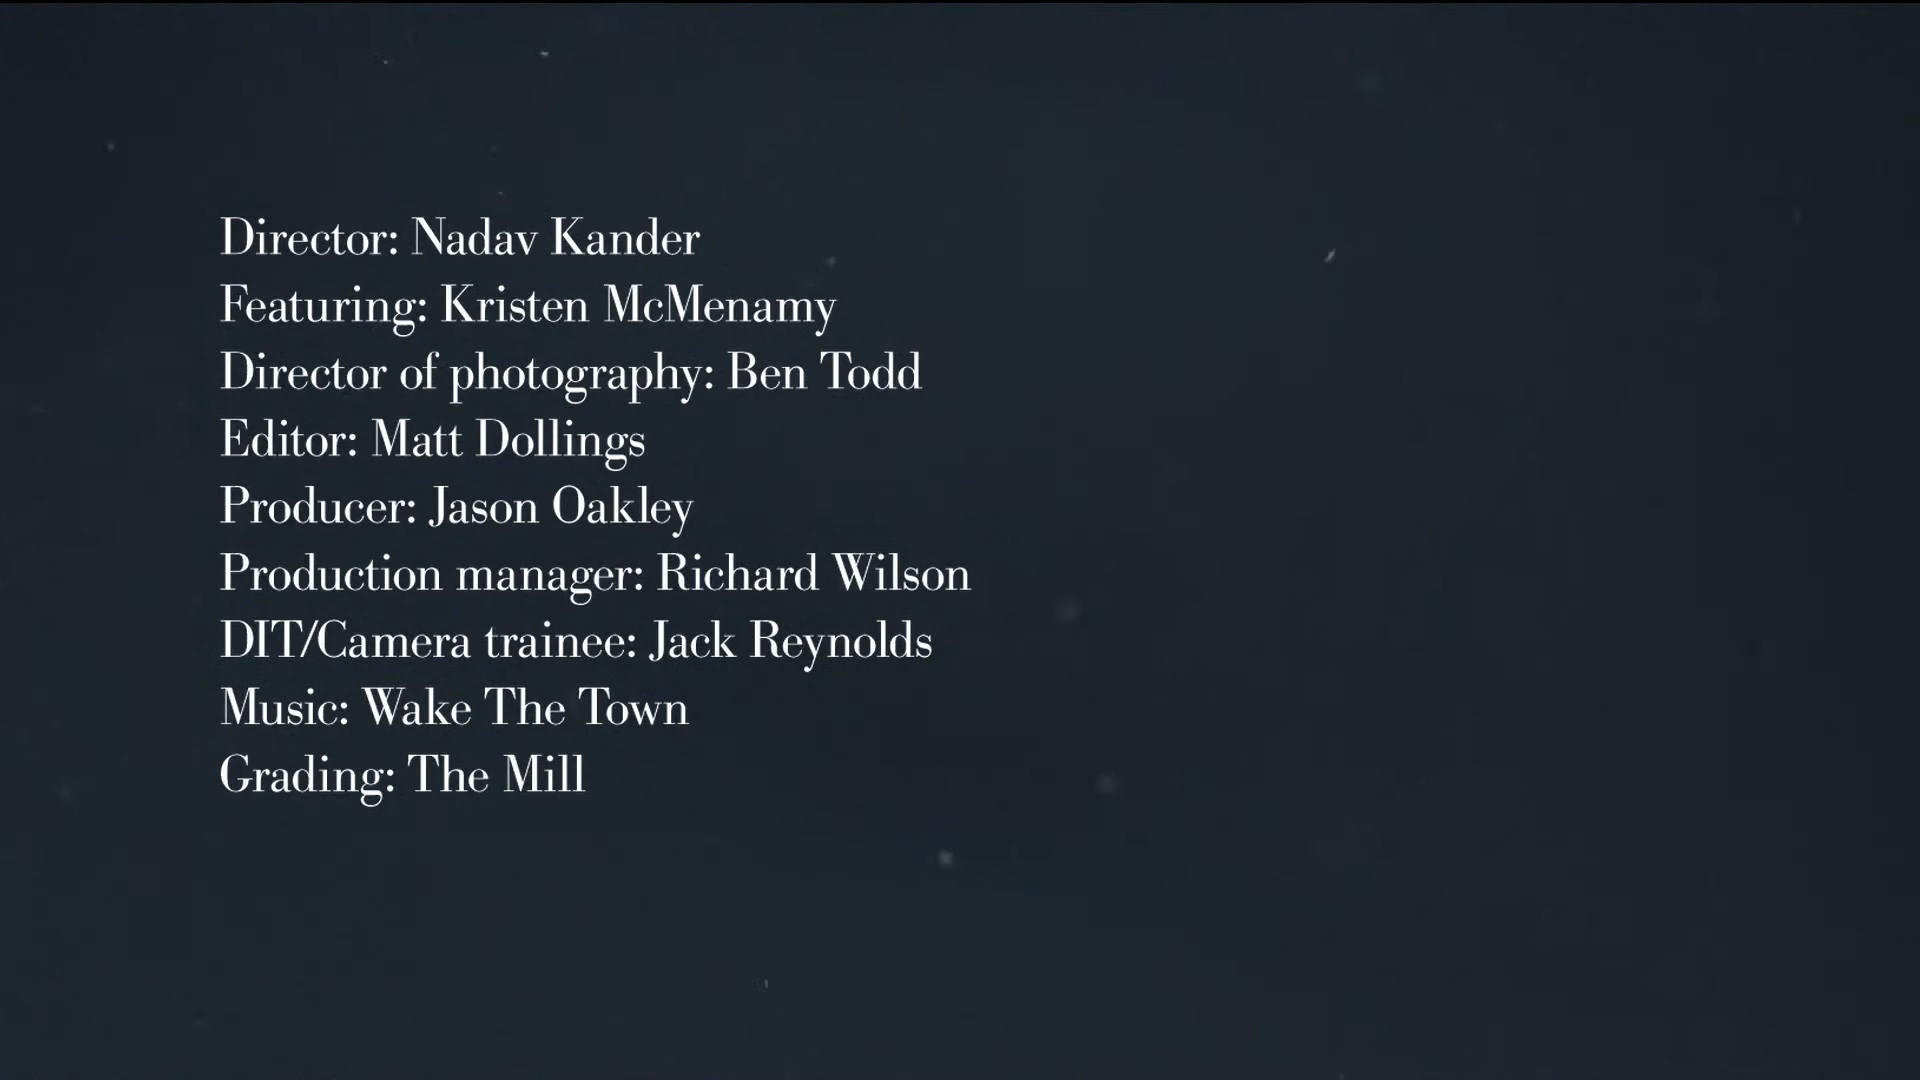 Director: Nadav Kander
Featuring: Kristen McMenamy
Director of photography: Ben Todd
Editor: Matt Dollings
Producer: Jason Oakley
Production manager: Richard Wilson
DIT/Camera trainee: Jack Reynolds
Music: Wake The Town
Grading: The Mill